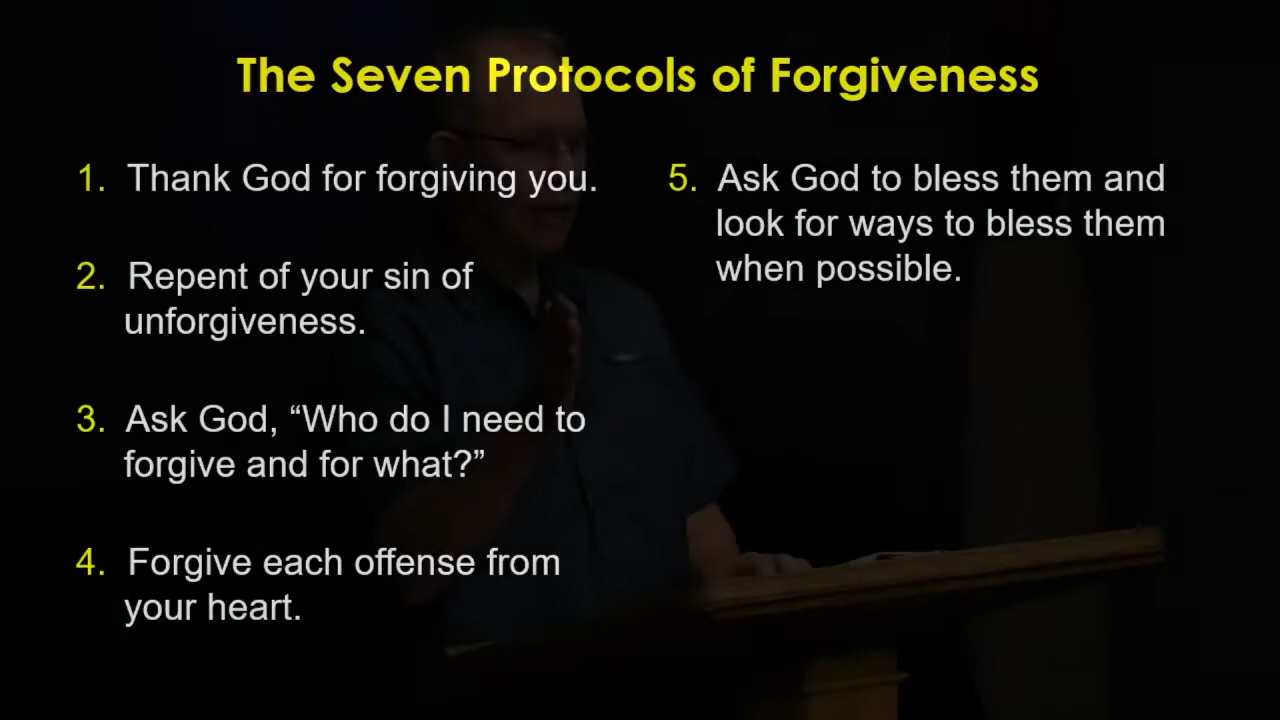 The Seven Protocols of Forgiveness
1. Thank God for forgiving you.
2. Repent of your sin of
unforgiveness.
3. Ask God, “Who do I need to
forgive and for what?”
4. Forgive each offense from
your heart.
5. Ask God to bless them and
look for ways to bless them
when possible.